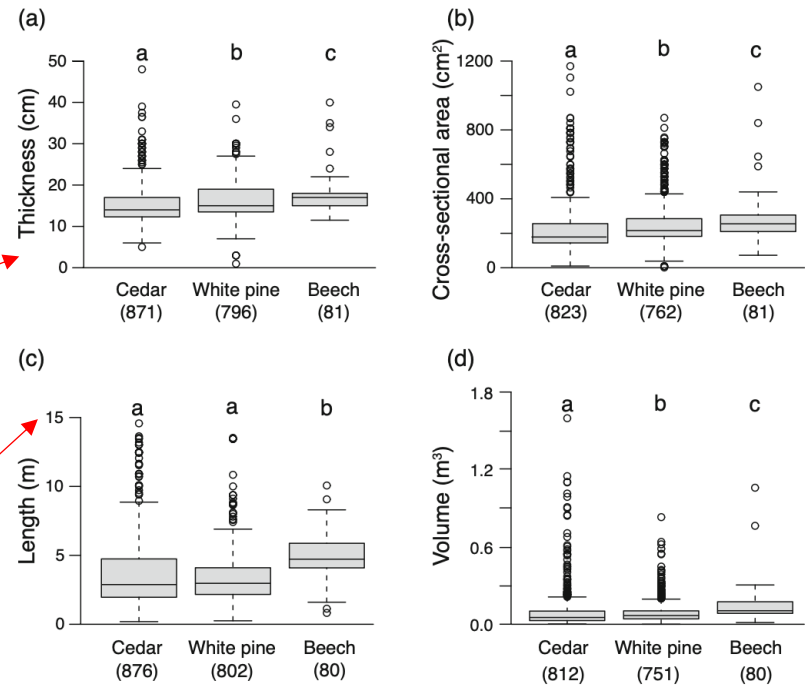 (a)
a b c
Thickness (cm)
50
40
30
20
10
0
Cedar White pine Beech
(871) (796) (81)
(b)
a b c
Cross-sectional area (cm²)
1200
800
400
0
Cedar White pine Beech
(823) (762) (81)
(c)
a a b
Length (m)
15
10
5
0
Cedar White pine Beech
(876) (802) (80)
(d)
a b c
Volume (m³)
1.8
1.2
0.6
0.0
Cedar White pine Beech
(812) (751) (80)